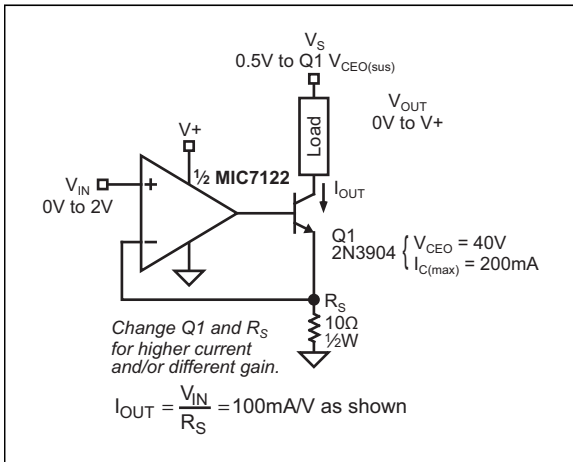 V_S
0.5V to Q1 V_CEO(sus)
V_OUT
0V to V+
V+
Load
½ MIC7122
V_IN
0V to 2V
+
−
I_OUT
Q1
2N3904
V_CEO = 40V
I_C(max) = 200mA
R_S
10Ω
½W
Change Q1 and R_S
for higher current
and/or different gain.
I_OUT = V_IN / R_S = 100mA/V as shown